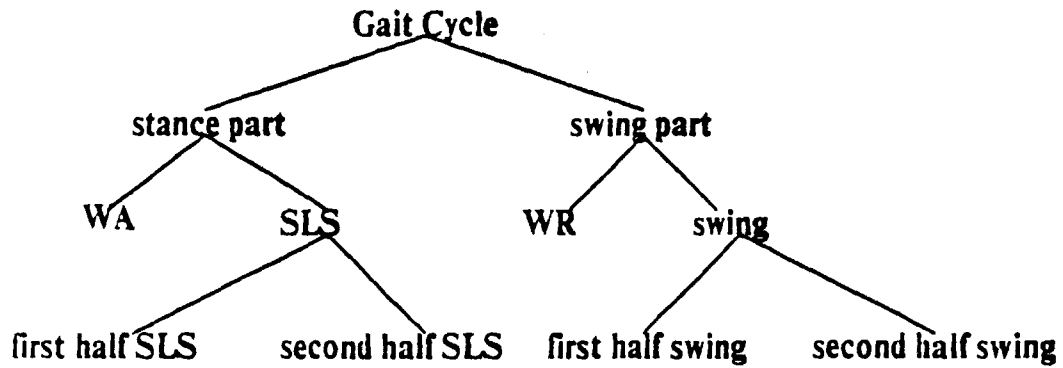 Gait Cycle
stance part swing part
WA SLS WR swing
first half SLS second half SLS first half swing second half swing